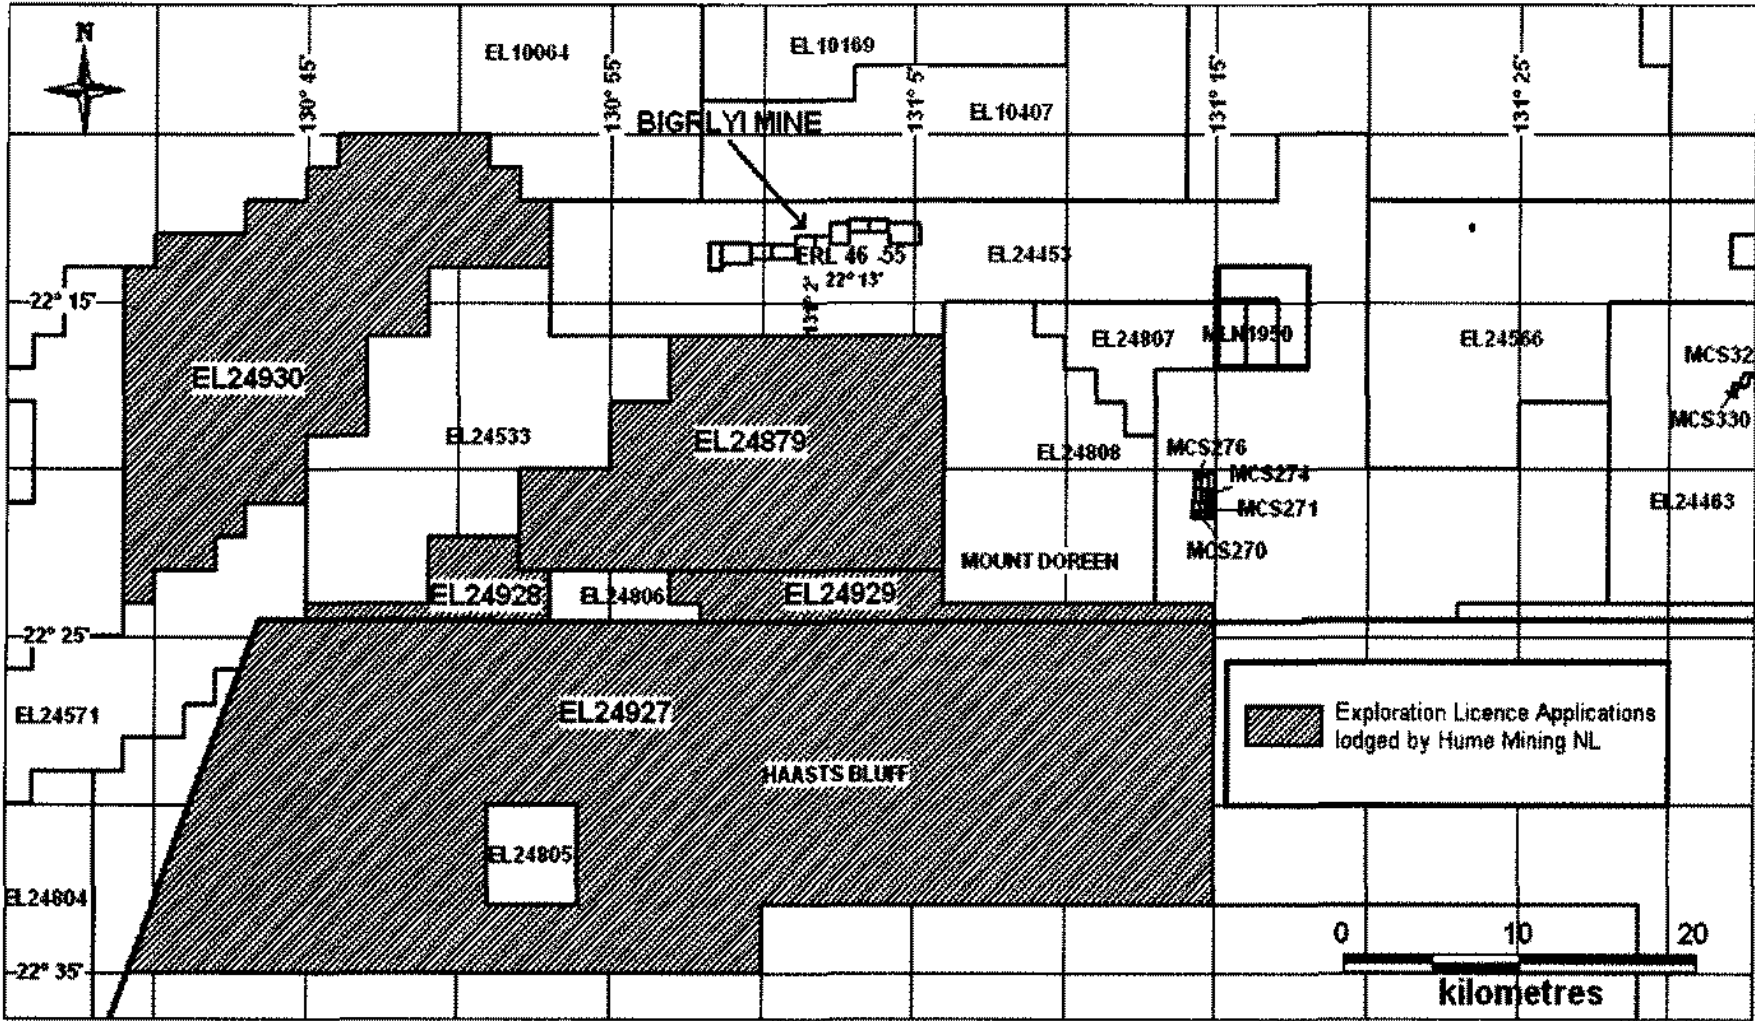 N
EL10064
EL10169
130° 45'
130° 55'
131° 5'
131° 15'
131° 25'
EL10407
BIGRLYI MINE
ERL 46 -55
22° 13'
131° 2'
EL24453
22° 15'
EL24807
MLN1950
EL24566
MCS32
EL24930
MCS330
EL24533
EL24879
EL24808
MCS276
MCS274
EL24463
MCS271
MCS270
MOUNT DOREEN
EL24928
EL24806
EL24929
22° 25'
EL24571
EL24927
Exploration Licence Applications
lodged by Hume Mining NL
HAASTS BLUFF
EL24805
EL24804
0 10 20
22° 35'
kilometres